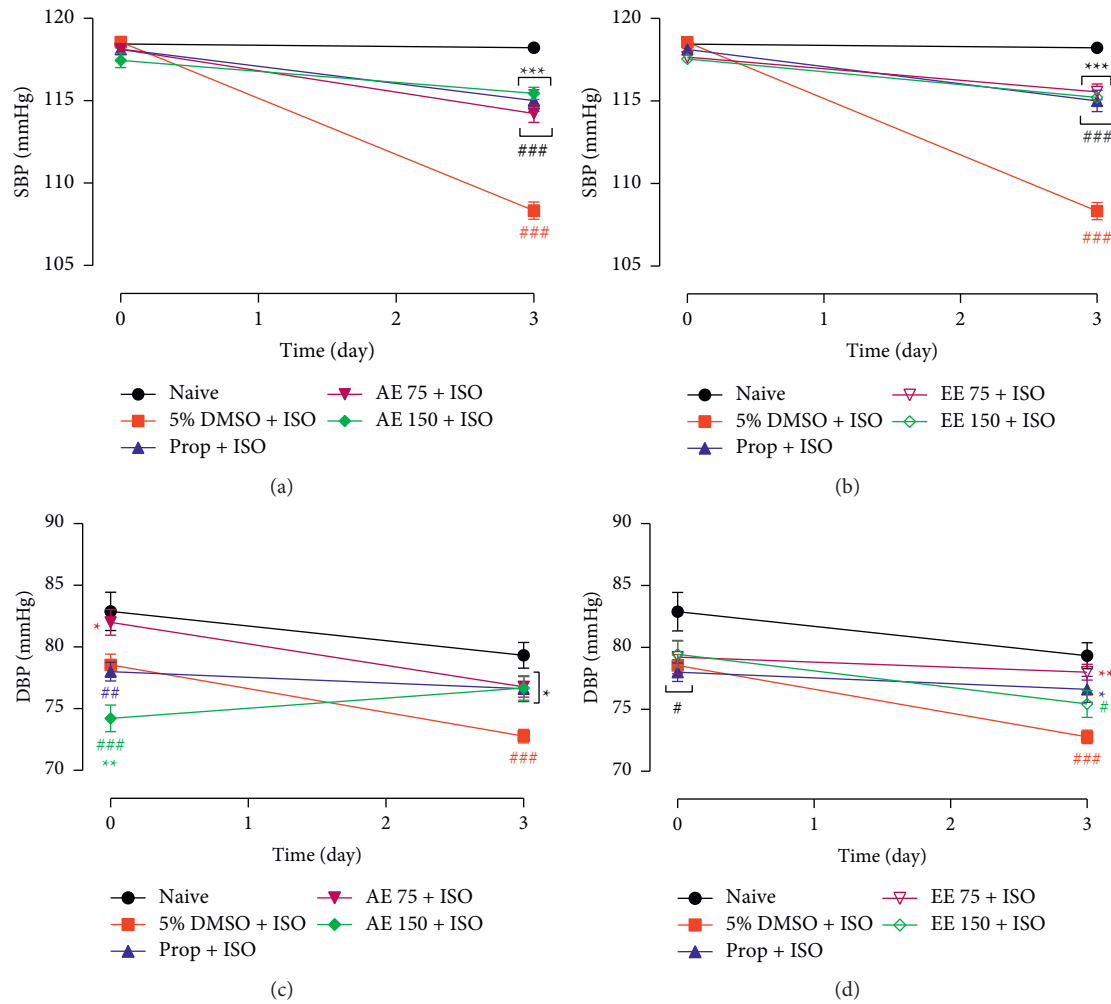 120
115
110
105
SBP (mmHg)
***
###
###
0 1 2 3
Time (day)
Naive AE 75 + ISO
5% DMSO + ISO AE 150 + ISO
Prop + ISO
(a)
120
115
110
105
SBP (mmHg)
***
###
###
0 1 2 3
Time (day)
Naive EE 75 + ISO
5% DMSO + ISO EE 150 + ISO
Prop + ISO
(b)
90
85
80
75
70
DBP (mmHg)
*
##
###
**
*
###
0 1 2 3
Time (day)
Naive AE 75 + ISO
5% DMSO + ISO AE 150 + ISO
Prop + ISO
(c)
90
85
80
75
70
DBP (mmHg)
#
**
*
#
###
0 1 2 3
Time (day)
Naive EE 75 + ISO
5% DMSO + ISO EE 150 + ISO
Prop + ISO
(d)